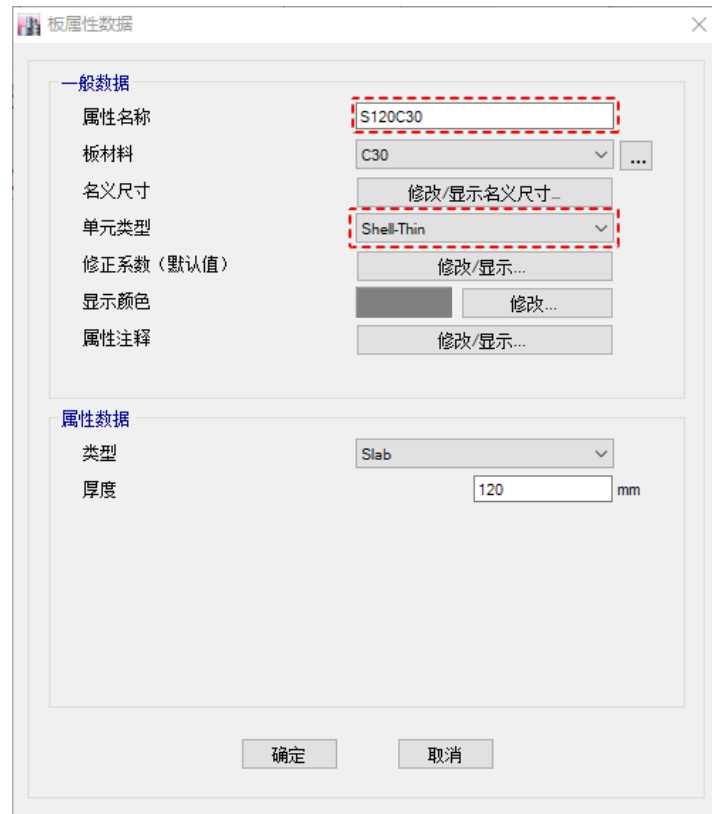 板属性数据
一般数据
属性名称 S120C30
板材料 C30 ...
名义尺寸 修改/显示名义尺寸...
单元类型 Shell-Thin
修正系数（默认值） 修改/显示...
显示颜色 修改...
属性注释 修改/显示...
属性数据
类型 Slab
厚度 120 mm
确定 取消